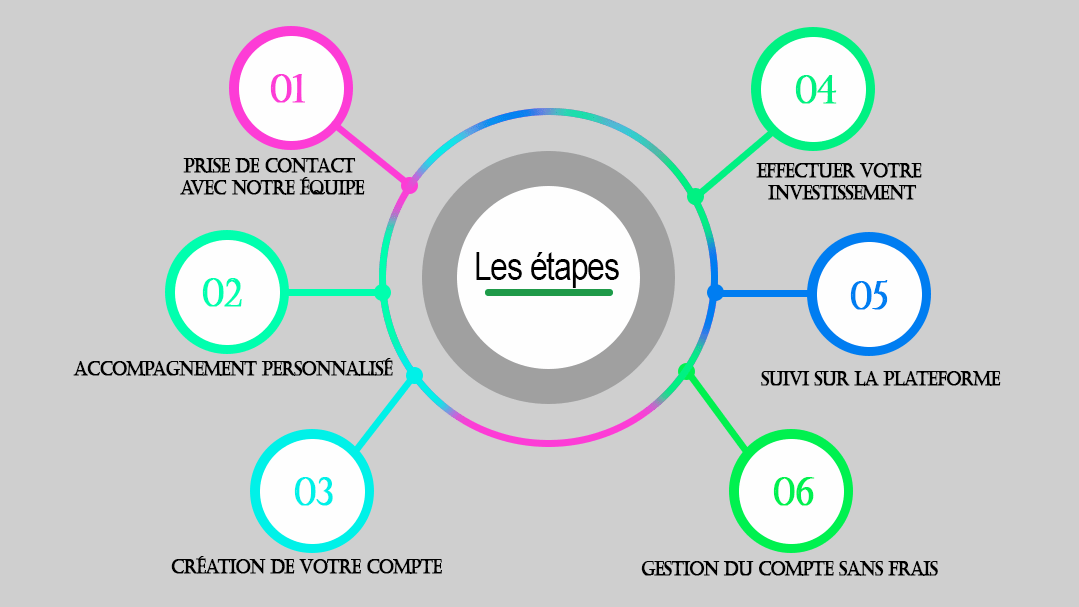 Les étapes
01
PRISE DE CONTACT
AVEC NOTRE ÉQUIPE
02
ACCOMPAGNEMENT PERSONNALISÉ
03
CRÉATION DE VOTRE COMPTE
04
EFFECTUER VOTRE
INVESTISSEMENT
05
SUIVI SUR LA PLATEFORME
06
GESTION DU COMPTE SANS FRAIS